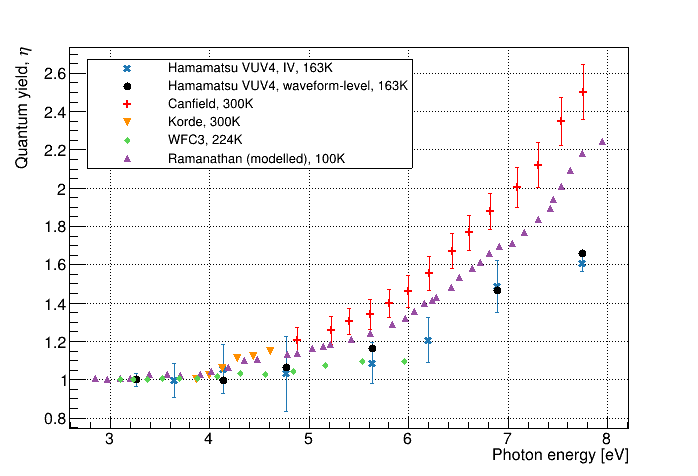 Quantum yield, η
2.6
2.4
2.2
2
1.8
1.6
1.4
1.2
1
0.8
Hamamatsu VUV4, IV, 163K
Hamamatsu VUV4, waveform-level, 163K
Canfield, 300K
Korde, 300K
WFC3, 224K
Ramanathan (modelled), 100K
3 4 5 6 7 8
Photon energy [eV]